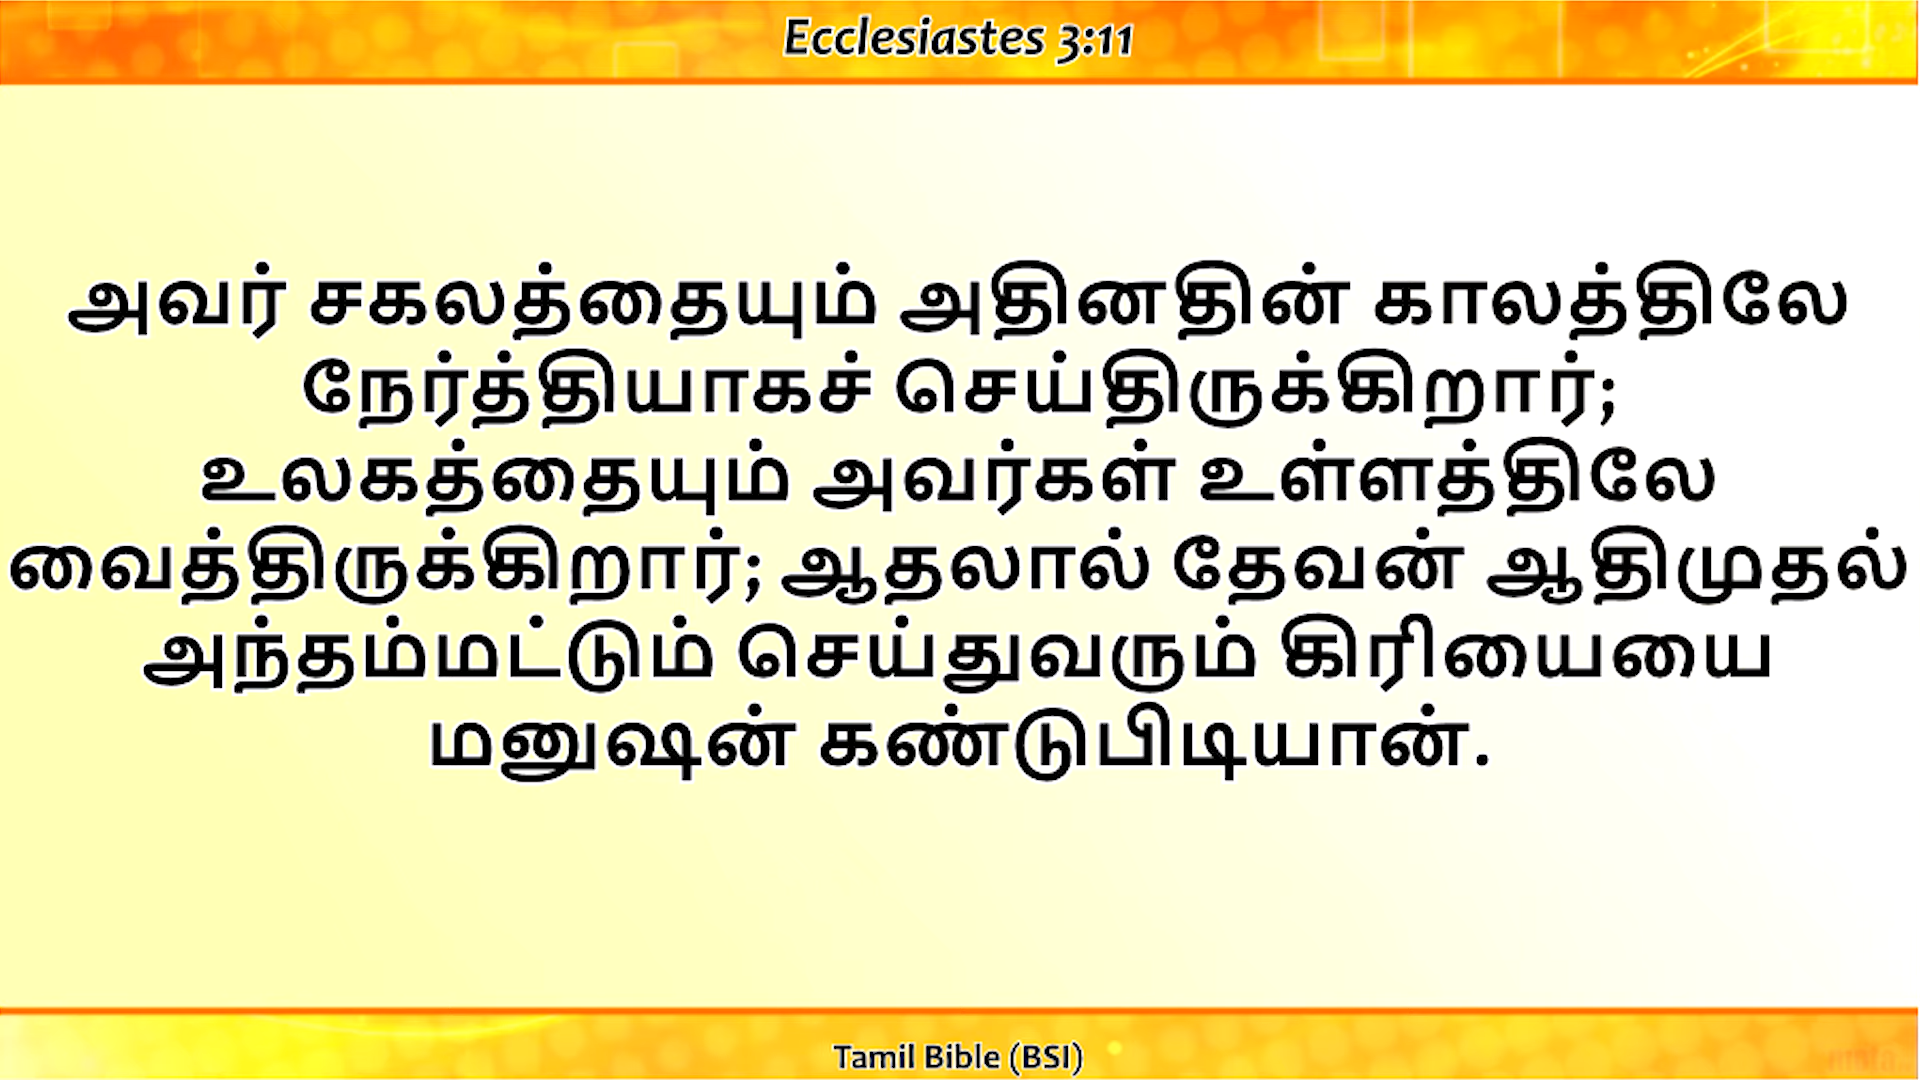 Ecclesiastes 3:11
அவர் சகலத்தையும் அதினதின் காலத்திலே
நேர்த்தியாகச் செய்திருக்கிறார்;
உலகத்தையும் அவர்கள் உள்ளத்திலே
வைத்திருக்கிறார்; ஆதலால் தேவன் ஆதிமுதல்
அந்தம்மட்டும் செய்துவரும் கிரியையை
மனுஷன் கண்டுபிடியான்.
Tamil Bible (BSI)